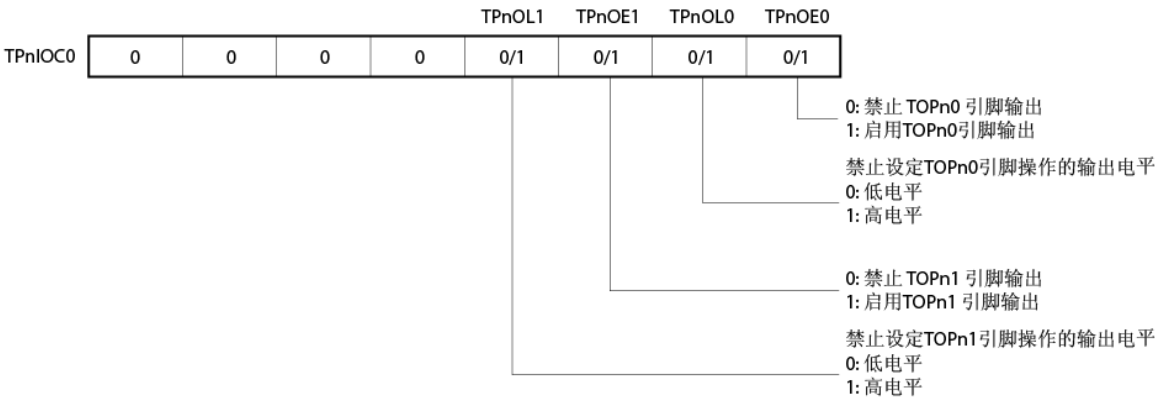 TPnOL1 TPnOE1 TPnOL0 TPnOE0
TPnIOC0 0 0 0 0 0/1 0/1 0/1 0/1
0: 禁止 TOPn0 引脚输出
1: 启用TOPn0引脚输出
禁止设定TOPn0引脚操作的输出电平
0: 低电平
1: 高电平
0: 禁止 TOPn1 引脚输出
1: 启用TOPn1 引脚输出
禁止设定TOPn1引脚操作的输出电平
0: 低电平
1: 高电平